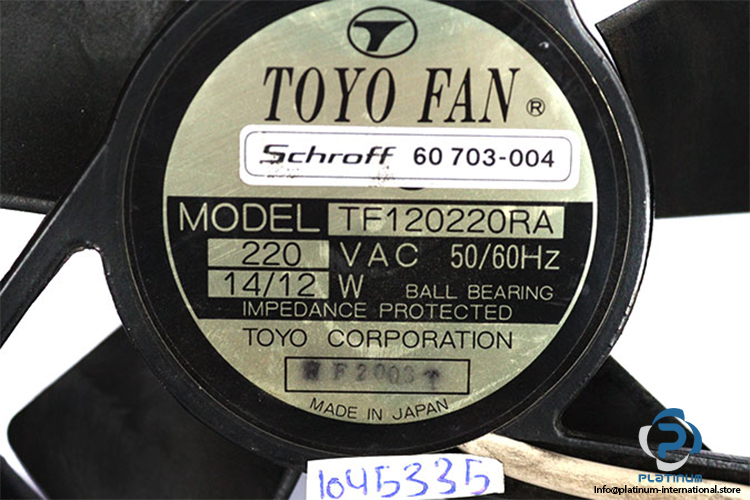 TOYO FAN ®
Schroff 60 703-004
MODEL TF120220RA
220 VAC 50/60Hz
14/12 W BALL BEARING
IMPEDANCE PROTECTED
TOYO CORPORATION
MADE IN JAPAN
1045335
PLATINUM
Info@platinum-international.store